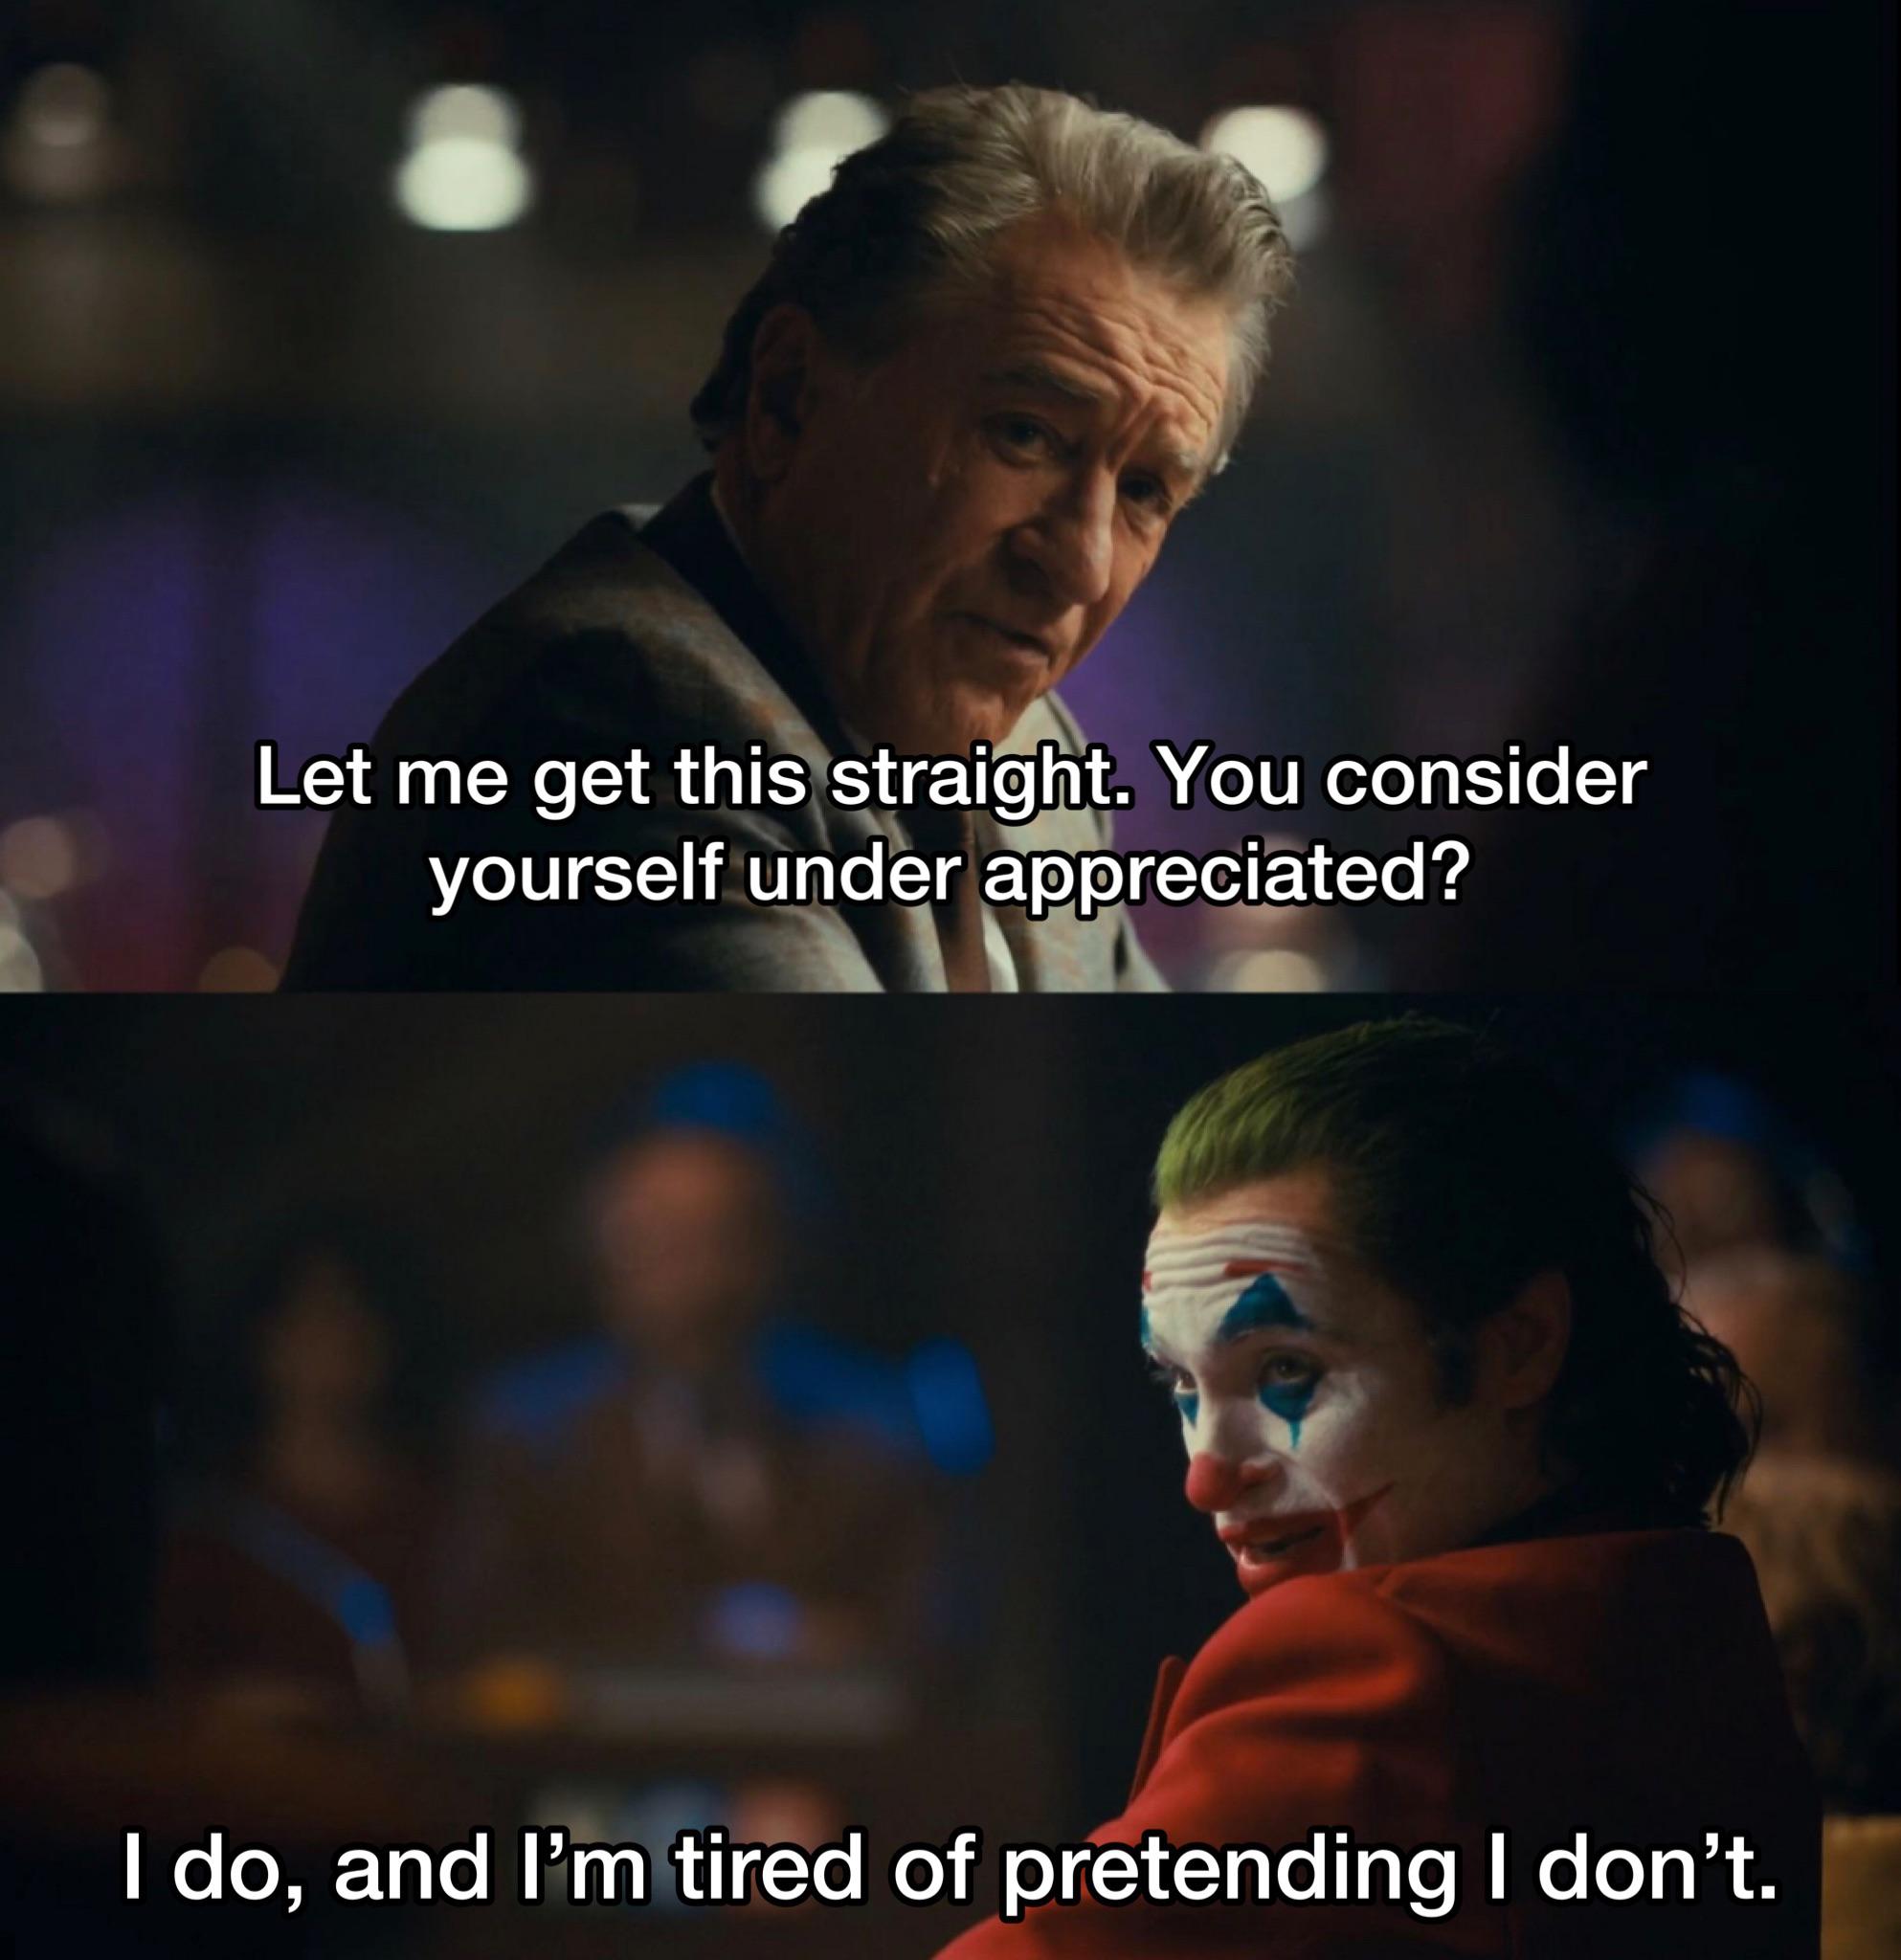 Let me get this straight. You consider
yourself under appreciated?
I do, and I’m tired of pretending I don’t.